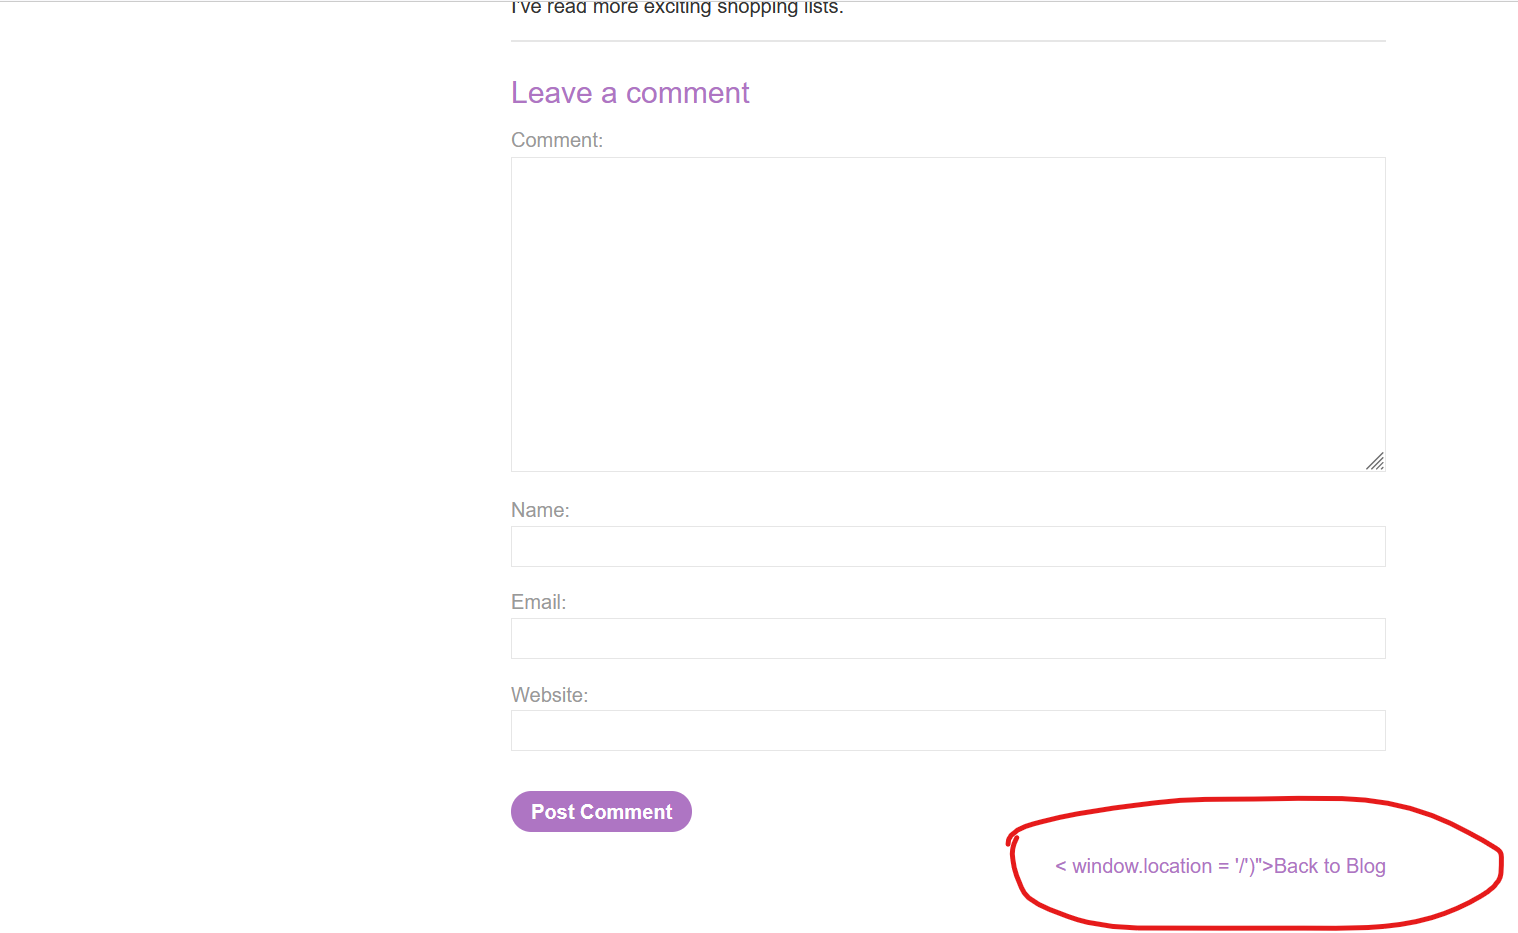 I've read more exciting shopping lists.
Leave a comment
Comment:
Name:
Email:
Website:
Post Comment
< window.location = '/')">Back to Blog